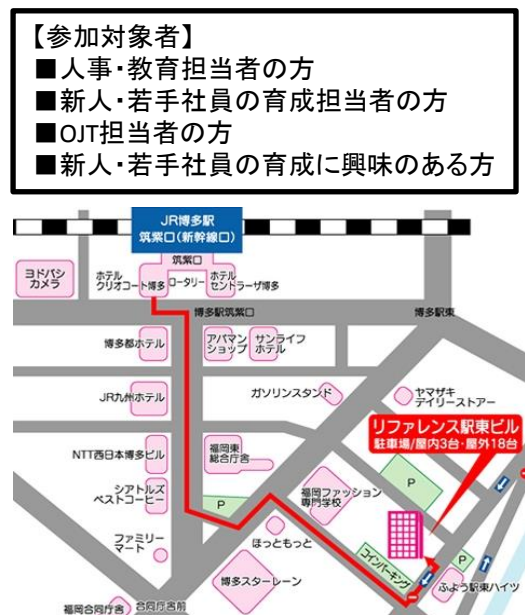 【参加対象者】
■人事・教育担当者の方
■新人・若手社員の育成担当者の方
■OJT担当者の方
■新人・若手社員の育成に興味のある方
JR博多駅
筑紫口(新幹線口)
筑紫口
ヨドバシ
カメラ
ホテル
クリオコート博多
ロータリー
ホテル
セントラーザ博多
博多駅筑紫口
博多駅東
博多都ホテル
アパマン
ショップ
サンライフ
ホテル
JR九州ホテル
ガソリンスタンド
ヤマザキ
デイリーストアー
リファレンス駅東ビル
駐車場/屋内3台・屋外18台
NTT西日本博多ビル
福岡東
総合庁舎
シアトルズ
ベストコーヒー
福岡ファッション
専門学校
P
P
ファミリー
マート
ほっともっと
コインパーキング
P
博多スターレーン
ふよう駅東ハイツ
福岡合同庁舎
合同庁舎前